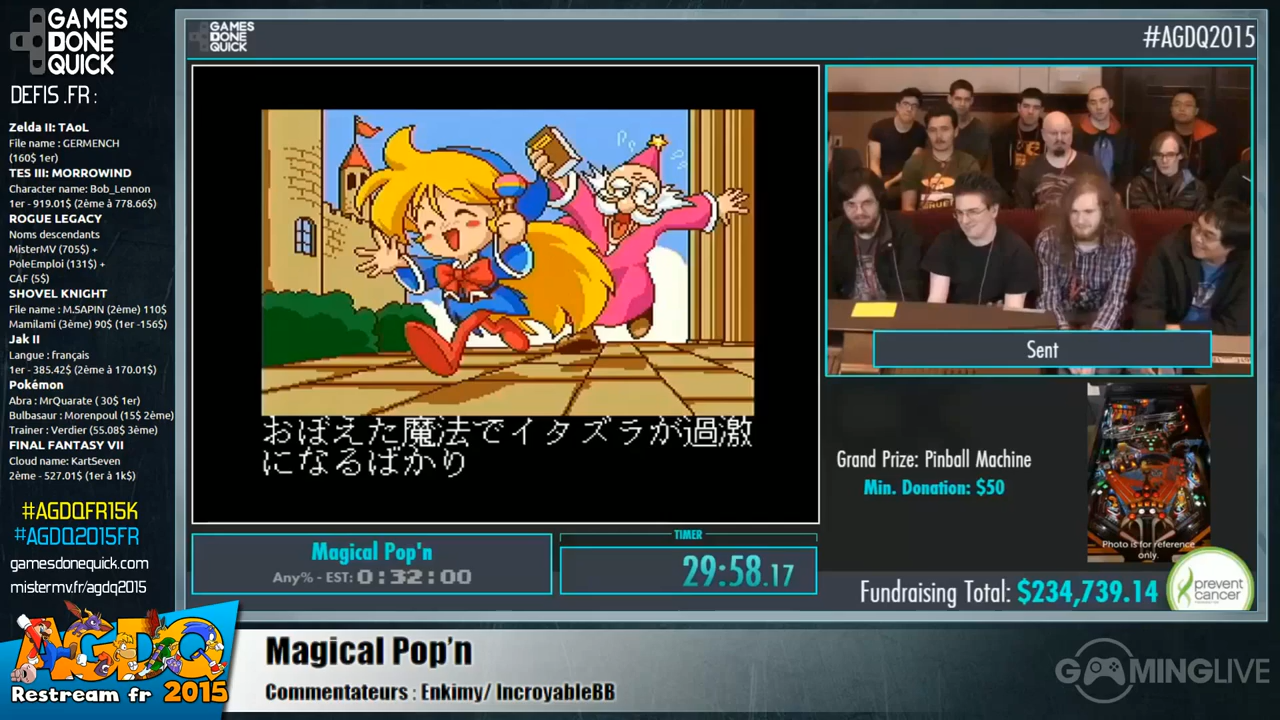 GAMES
DONE
QUICK
DEFIS .FR :
Zelda II: TAoL
File name : GERMENCH
(160$ 1er)
TES III: MORROWIND
Character name: Bob_Lennon
1er - 919.01$ (2ème à 778.66$)
ROGUE LEGACY
Noms descendants
MisterMV (705$) +
PoleEmploi (131$) +
CAF (5$)
SHOVEL KNIGHT
File name : M.SAPIN (2ème) 110$
Mamilami (3ème) 90$ (1er -156$)
Jak II
Langue : français
1er - 385.42$ (2ème à 170.01$)
Pokémon
Abra : MrQuarate ( 30$ 1er)
Bulbasaur : Morenpoul (15$ 2ème)
Trainer : Verdier (55.08$ 3ème)
FINAL FANTASY VII
Cloud name: KartSeven
2ème - 527.01$ (1er à 1k$)
#AGDQFR15K
#AGDQ2015FR
gamesdonequick.com
mistermv.fr/agdq2015
AGDQ
Restream fr 2015
GAMES
DONE
QUICK
#AGDQ2015
おぼえた魔法でイタズラが過激
になるばかり
Sent
Grand Prize: Pinball Machine
Min. Donation: $50
Photo is for reference
only.
Magical Pop'n
Any% - EST: 0:32:00
TIMER
29:58.17
Fundraising Total: $234,739.14
prevent
cancer
Magical Pop'n
Commentateurs : Enkimy/ IncroyableBB
GAMINGLIVE